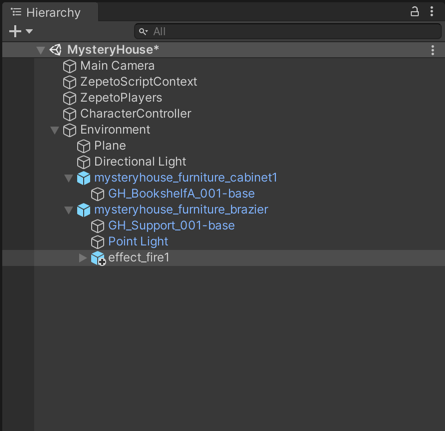 Hierarchy
All
MysteryHouse*
Main Camera
ZepetoScriptContext
ZepetoPlayers
CharacterController
Environment
Plane
Directional Light
mysteryhouse_furniture_cabinet1
GH_BookshelfA_001-base
mysteryhouse_furniture_brazier
GH_Support_001-base
Point Light
effect_fire1